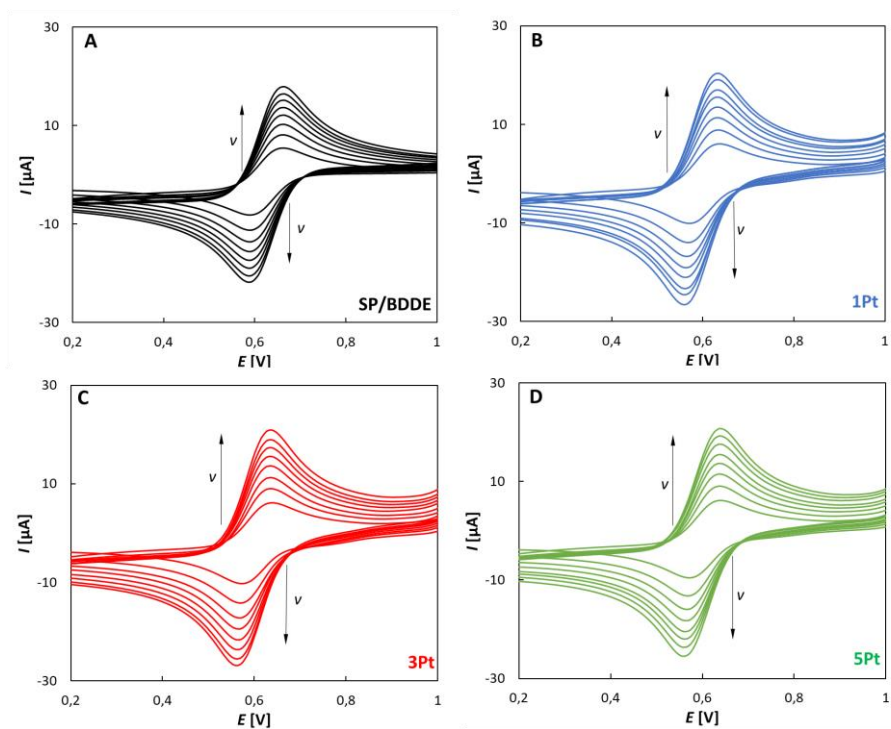 A
30
10
-10
-30
I [µA]
v
v
SP/BDDE
0,2
0,4
0,6
0,8
1
E [V]
B
30
10
-10
-30
I [µA]
v
v
1Pt
0,2
0,4
0,6
0,8
1
E [V]
C
30
10
-10
-30
I [µA]
v
v
3Pt
0,2
0,4
0,6
0,8
1
E [V]
D
30
10
-10
-30
I [µA]
v
v
5Pt
0,2
0,4
0,6
0,8
1
E [V]